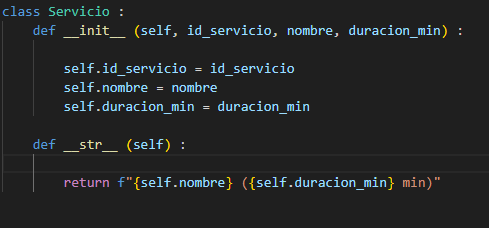 class Servicio :
def __init__ (self, id_servicio, nombre, duracion_min) :
self.id_servicio = id_servicio
self.nombre = nombre
self.duracion_min = duracion_min
def __str__ (self) :
return f"{self.nombre} ({self.duracion_min} min)"